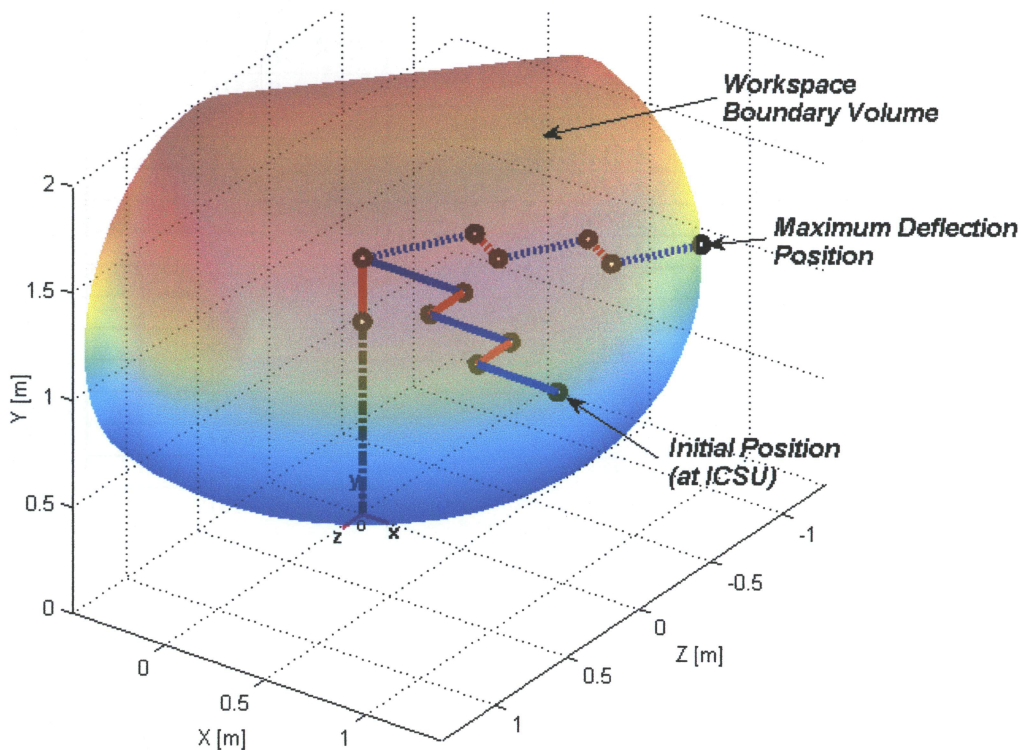 Workspace
Boundary Volume
Maximum Deflection
Position
Initial Position
(at ICSU)
2
1.5
1
0.5
0
Y [m]
y
0
z
x
0
0.5
1
X [m]
1
0.5
0
-0.5
-1
Z [m]